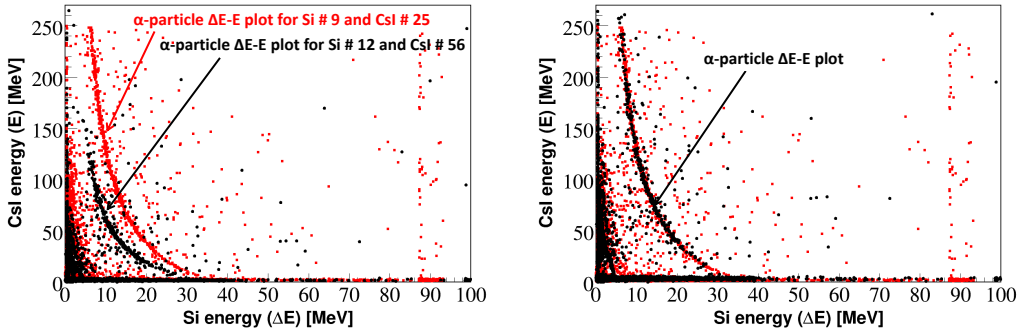 α-particle ΔE-E plot for Si # 9 and CsI # 25
α-particle ΔE-E plot for Si # 12 and CsI # 56
CsI energy (E) [MeV]
250
200
150
100
50
0
0 10 20 30 40 50 60 70 80 90 100
Si energy (ΔE) [MeV]
α-particle ΔE-E plot
CsI energy (E) [MeV]
250
200
150
100
50
0
0 10 20 30 40 50 60 70 80 90 100
Si energy (ΔE) [MeV]